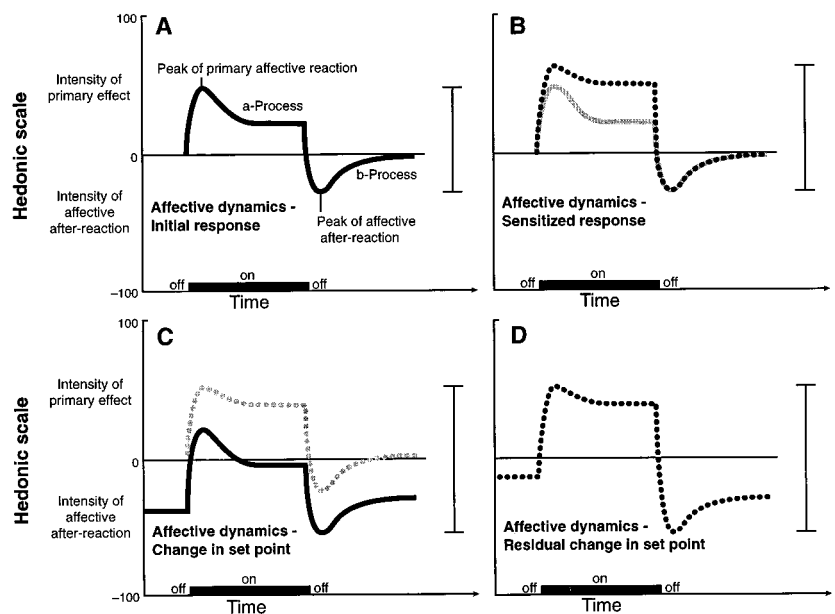 A
100
Intensity of
primary effect
Peak of primary affective reaction
a-Process
0
Hedonic scale
Intensity of
affective
after-reaction
b-Process
Affective dynamics -
Initial response
Peak of affective
after-reaction
off
on
off
-100
Time
B
Affective dynamics -
Sensitized response
off
on
off
Time
C
100
Intensity of
primary effect
0
Hedonic scale
Intensity of
affective
after-reaction
Affective dynamics -
Change in set point
off
on
off
-100
Time
D
Affective dynamics -
Residual change in set point
off
on
off
Time